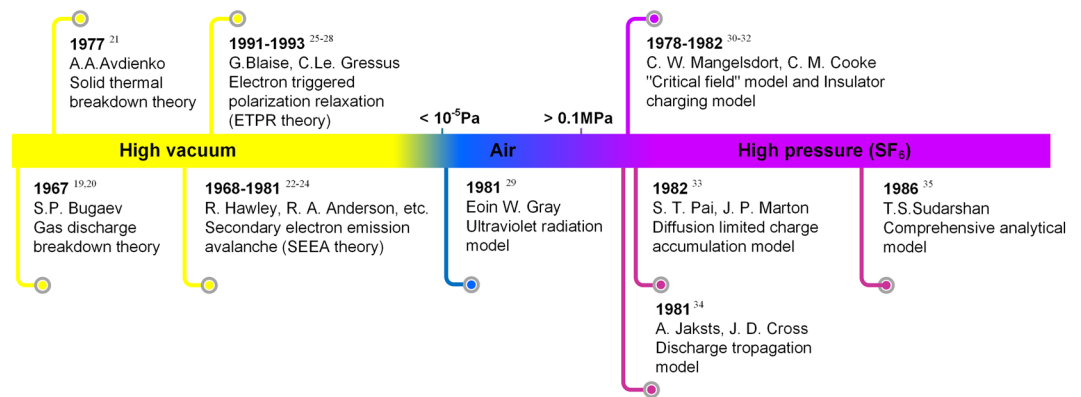 1977 21
A.A.Avdienko
Solid thermal
breakdown theory
1991-1993 25-28
G.Blaise, C.Le. Gressus
Electron triggered
polarization relaxation
(ETPR theory)
< 10-5Pa
> 0.1MPa
1978-1982 30-32
C. W. Mangelsdort, C. M. Cooke
"Critical field" model and Insulator
charging model
High vacuum
Air
High pressure (SF6)
1967 19,20
S.P. Bugaev
Gas discharge
breakdown theory
1968-1981 22-24
R. Hawley, R. A. Anderson, etc.
Secondary electron emission
avalanche (SEEA theory)
1981 29
Eoin W. Gray
Ultraviolet radiation
model
1982 33
S. T. Pai, J. P. Marton
Diffusion limited charge
accumulation model
1986 35
T.S.Sudarshan
Comprehensive analytical
model
1981 34
A. Jaksts, J. D. Cross
Discharge tropagation
model